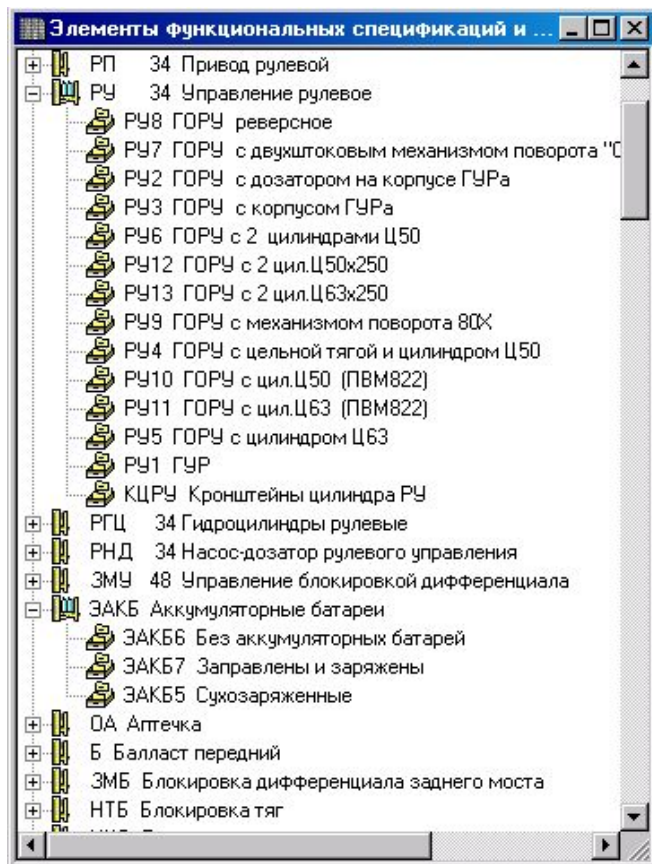 Элементы функциональных спецификаций и ...
РП 34 Привод рулевой
РУ 34 Управление рулевое
РУ8 ГОРУ реверсное
РУ7 ГОРУ с двухштоковым механизмом поворота "С
РУ2 ГОРУ с дозатором на корпусе ГУРа
РУ3 ГОРУ с корпусом ГУРа
РУ6 ГОРУ с 2 цилиндрами Ц50
РУ12 ГОРУ с 2 цил.Ц50х250
РУ13 ГОРУ с 2 цил.Ц63х250
РУ9 ГОРУ с механизмом поворота 80Х
РУ4 ГОРУ с цельной тягой и цилиндром Ц50
РУ10 ГОРУ с цил.Ц50 (ПВМ822)
РУ11 ГОРУ с цил.Ц63 (ПВМ822)
РУ5 ГОРУ с цилиндром Ц63
РУ1 ГУР
КЦРУ Кронштейны цилиндра РУ
РГЦ 34 Гидроцилиндры рулевые
РНД 34 Насос-дозатор рулевого управления
ЗМУ 48 Управление блокировкой дифференциала
ЭАКБ Аккумуляторные батареи
ЭАКБ6 Без аккумуляторных батарей
ЭАКБ7 Заправлены и заряжены
ЭАКБ5 Сухозаряженные
ОА Аптечка
Б Балласт передний
ЗМБ Блокировка дифференциала заднего моста
НТБ Блокировка тяг